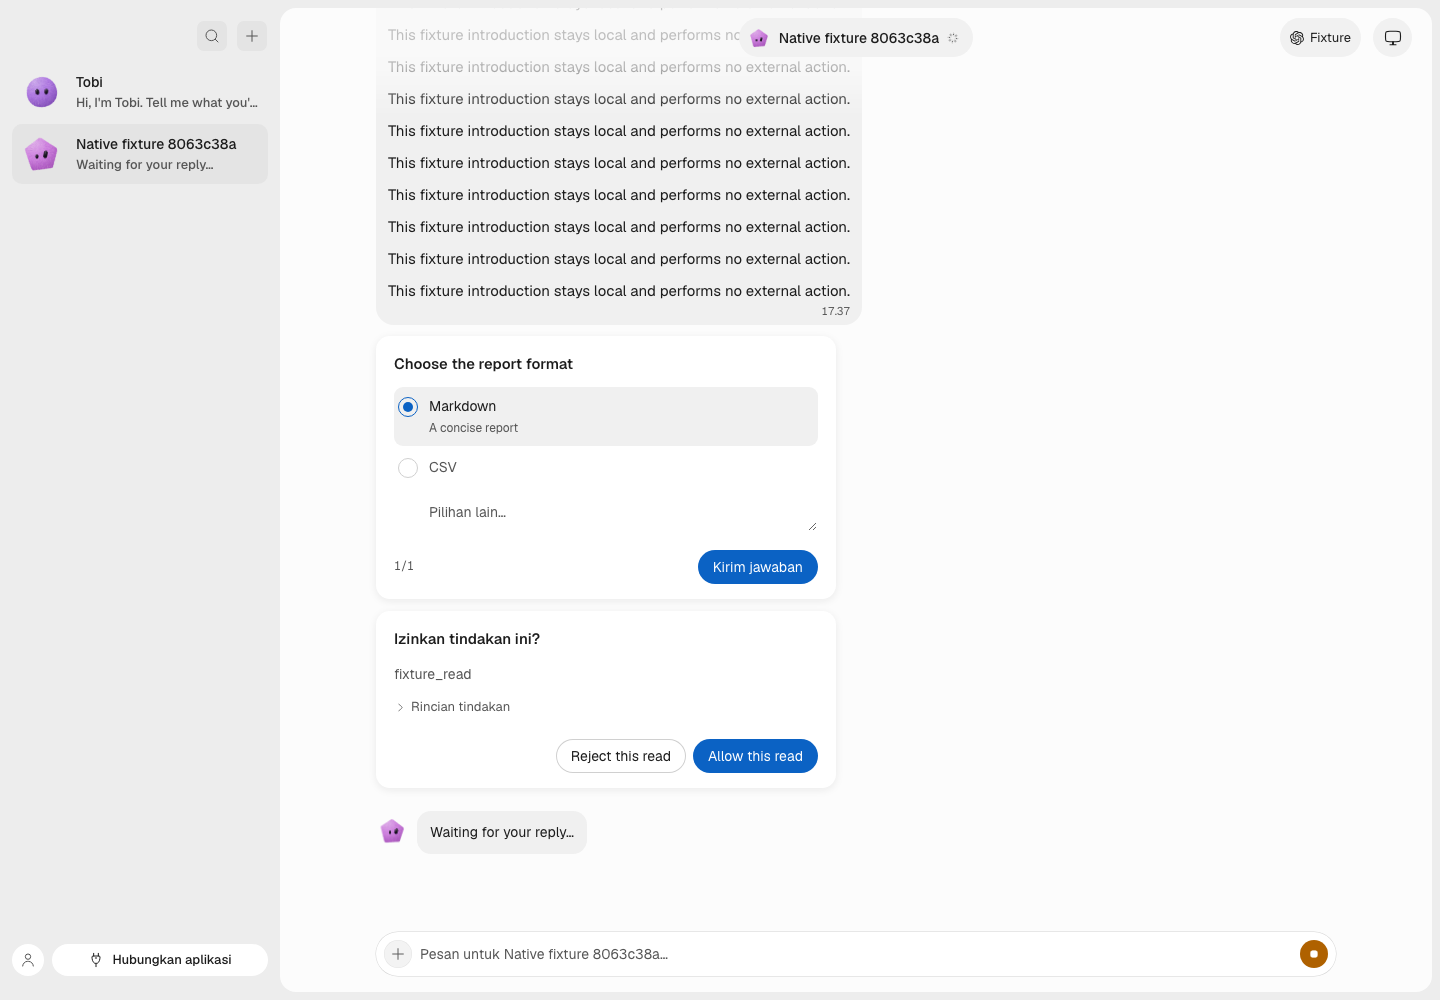 Tobi
Hi, I'm Tobi. Tell me what you'...
Native fixture 8063c38a
Waiting for your reply...
Hubungkan aplikasi
Native fixture 8063c38a
Fixture
This fixture introduction stays local and performs no
This fixture introduction stays local and performs no external action.
This fixture introduction stays local and performs no external action.
This fixture introduction stays local and performs no external action.
This fixture introduction stays local and performs no external action.
This fixture introduction stays local and performs no external action.
This fixture introduction stays local and performs no external action.
This fixture introduction stays local and performs no external action.
This fixture introduction stays local and performs no external action.
17.37
Choose the report format
Markdown
A concise report
CSV
Pilihan lain...
1/1
Kirim jawaban
Izinkan tindakan ini?
fixture_read
Rincian tindakan
Reject this read
Allow this read
Waiting for your reply...
Pesan untuk Native fixture 8063c38a...